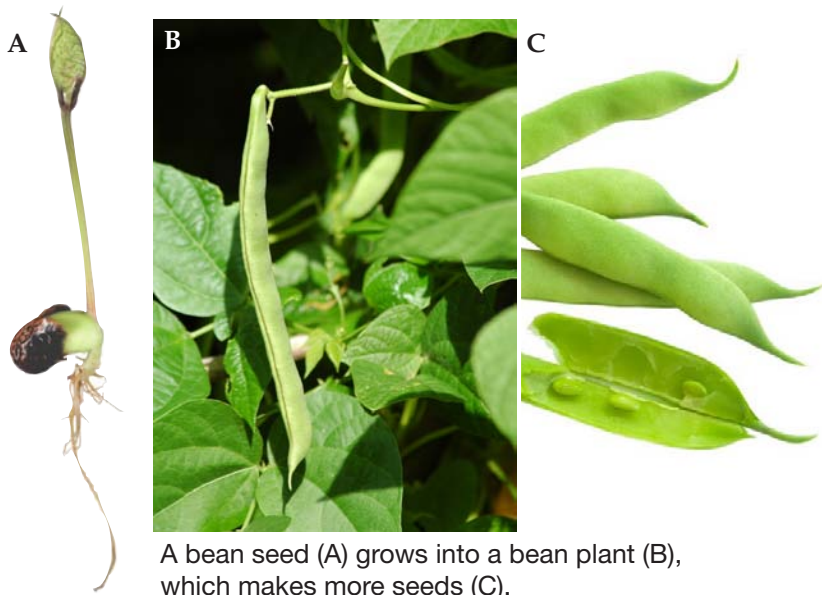 A
B
C
A bean seed (A) grows into a bean plant (B),
which makes more seeds (C).